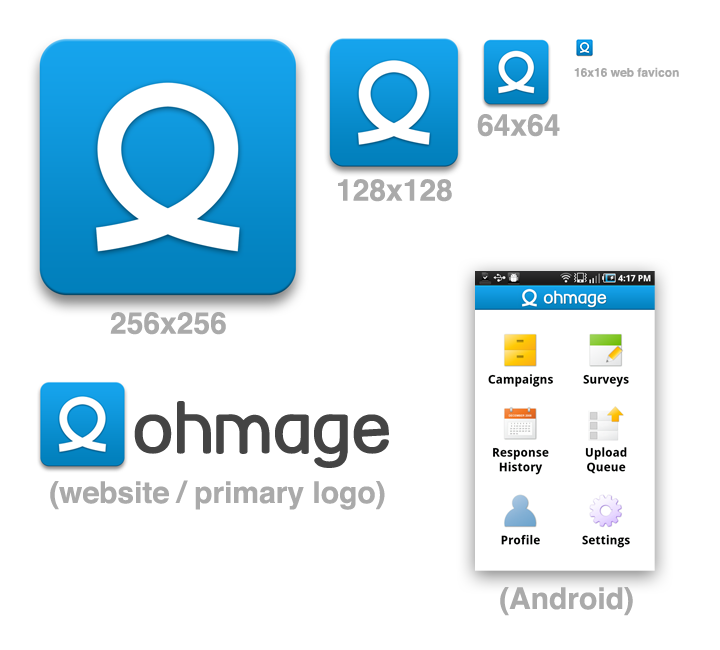 256x256
128x128
64x64
16x16 web favicon
ohmage
(website / primary logo)
4:17 PM
ohmage
Campaigns
Surveys
Response
History
Upload
Queue
Profile
Settings
(Android)